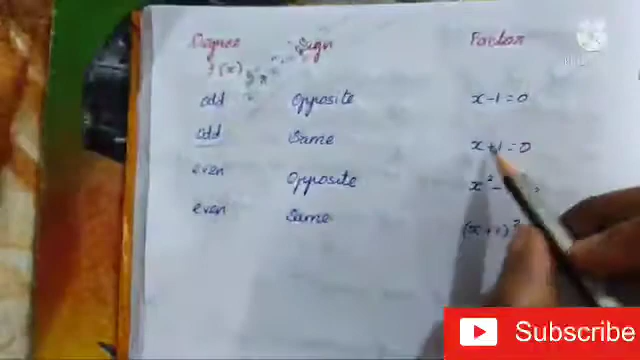 Degree Sign Factor
f(x)
odd Opposite x-1=0
odd Same x+1=0
even Opposite x²-
even Same (x+1)²
Subscribe